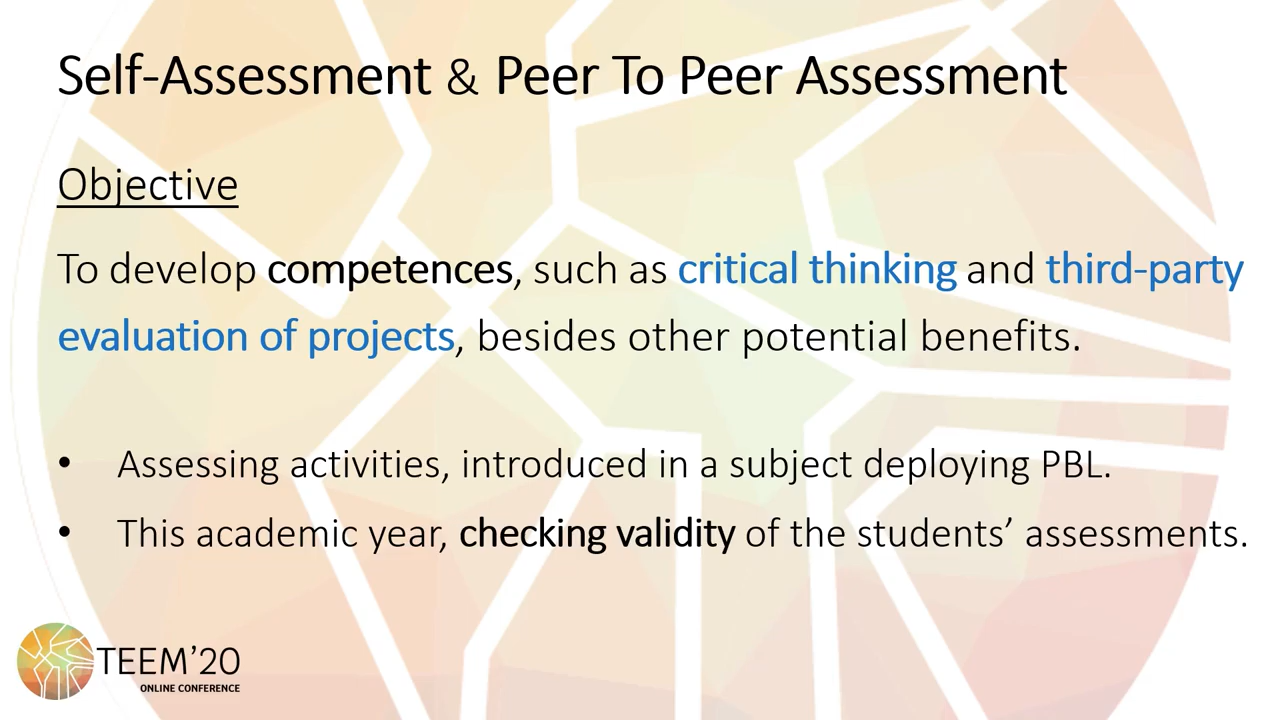 Self-Assessment & Peer To Peer Assessment
Objective
To develop competences, such as critical thinking and third-party
evaluation of projects, besides other potential benefits.
• Assessing activities, introduced in a subject deploying PBL.
• This academic year, checking validity of the students’ assessments.
TEEM’20
ONLINE CONFERENCE